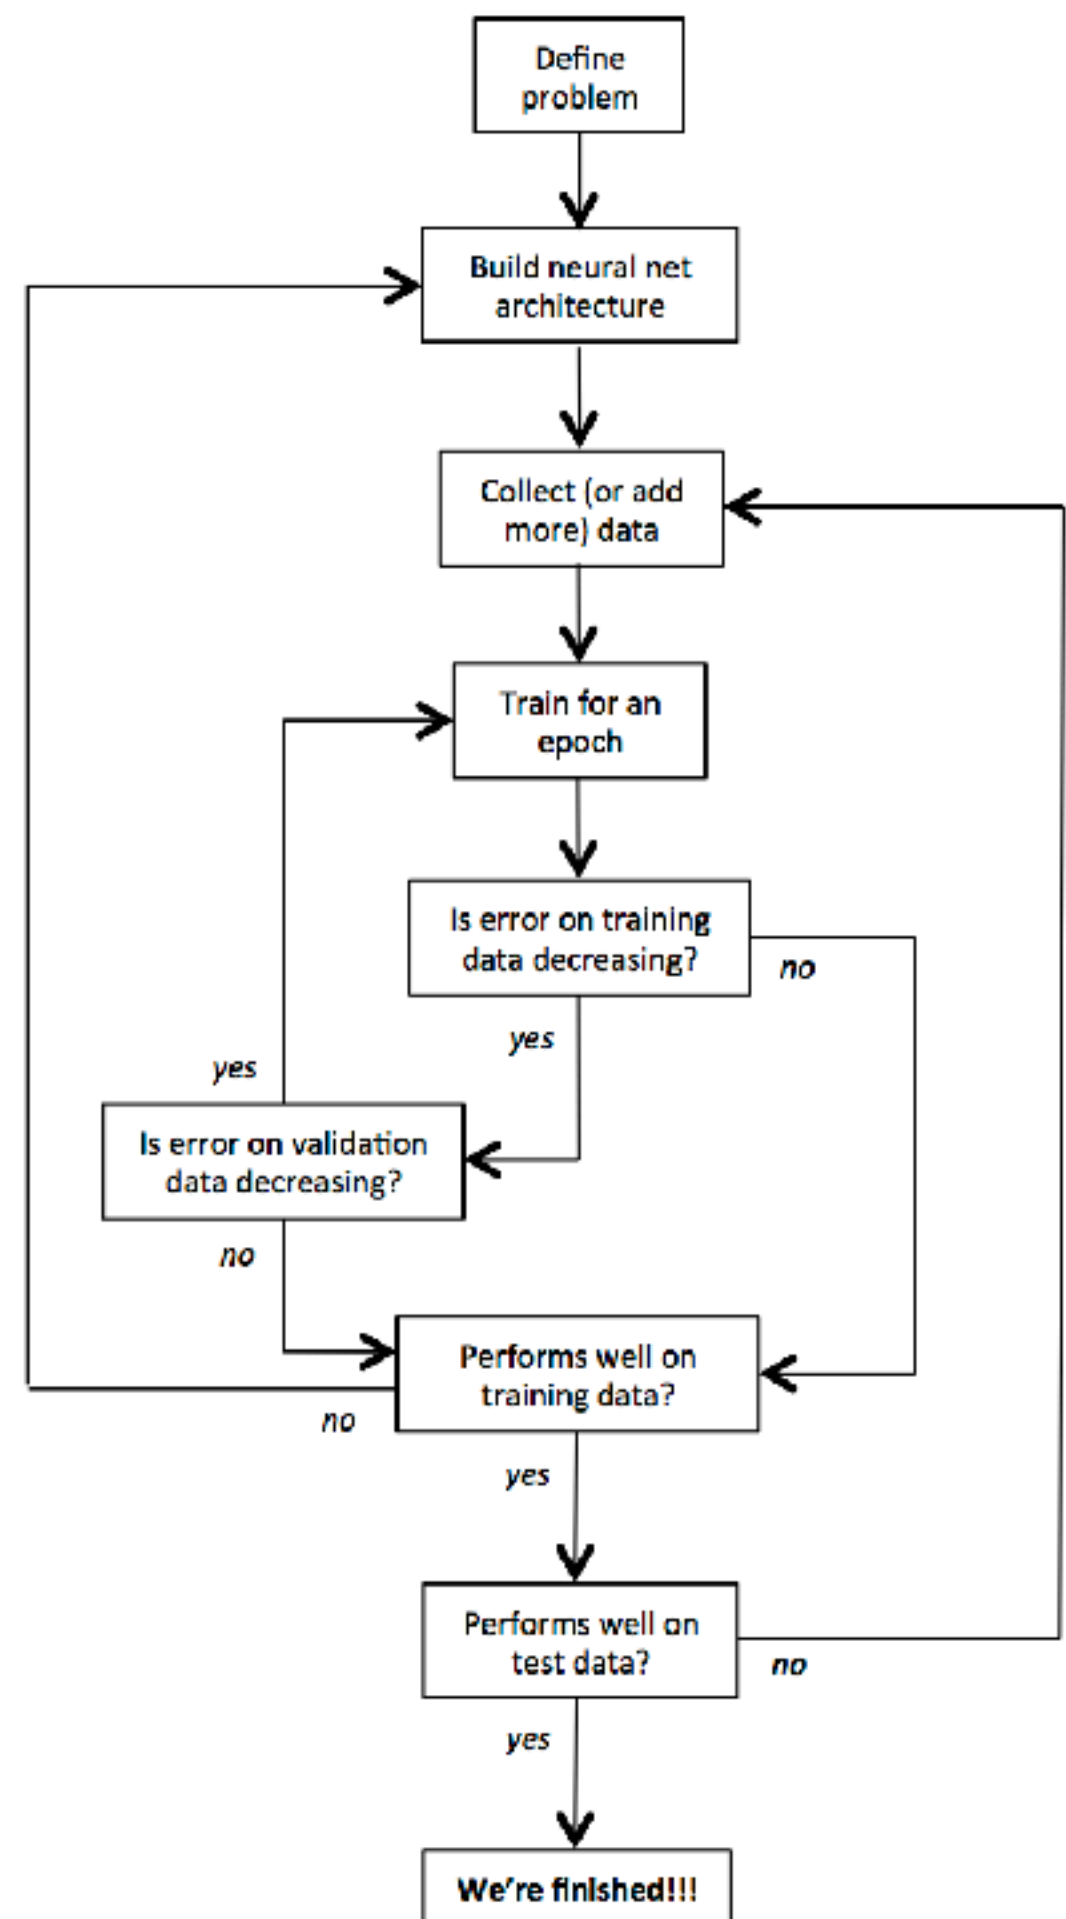 Define
problem
Build neural net
architecture
Collect (or add
more) data
Train for an
epoch
Is error on training
data decreasing?
no
yes
yes
Is error on validation
data decreasing?
no
Performs well on
training data?
no
yes
Performs well on
test data?
no
yes
We're finished!!!